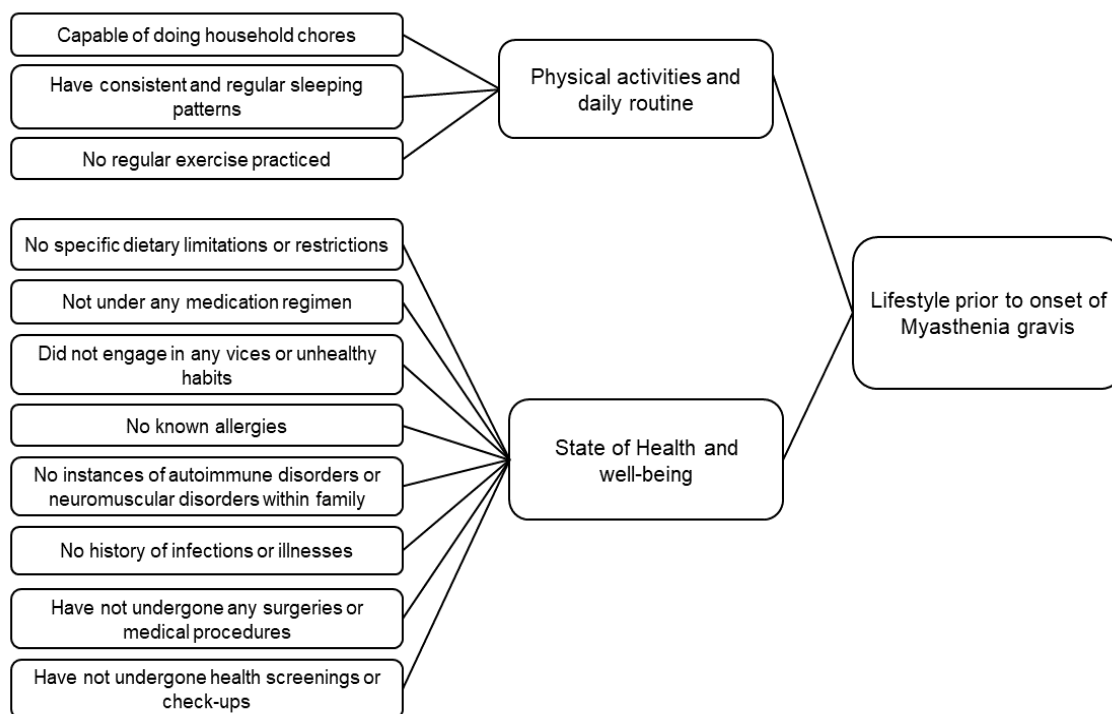 Capable of doing household chores
Have consistent and regular sleeping
patterns
No regular exercise practiced
Physical activities and
daily routine
No specific dietary limitations or restrictions
Not under any medication regimen
Did not engage in any vices or unhealthy
habits
No known allergies
No instances of autoimmune disorders or
neuromuscular disorders within family
No history of infections or illnesses
Have not undergone any surgeries or
medical procedures
Have not undergone health screenings or
check-ups
State of Health and
well-being
Lifestyle prior to onset of
Myasthenia gravis